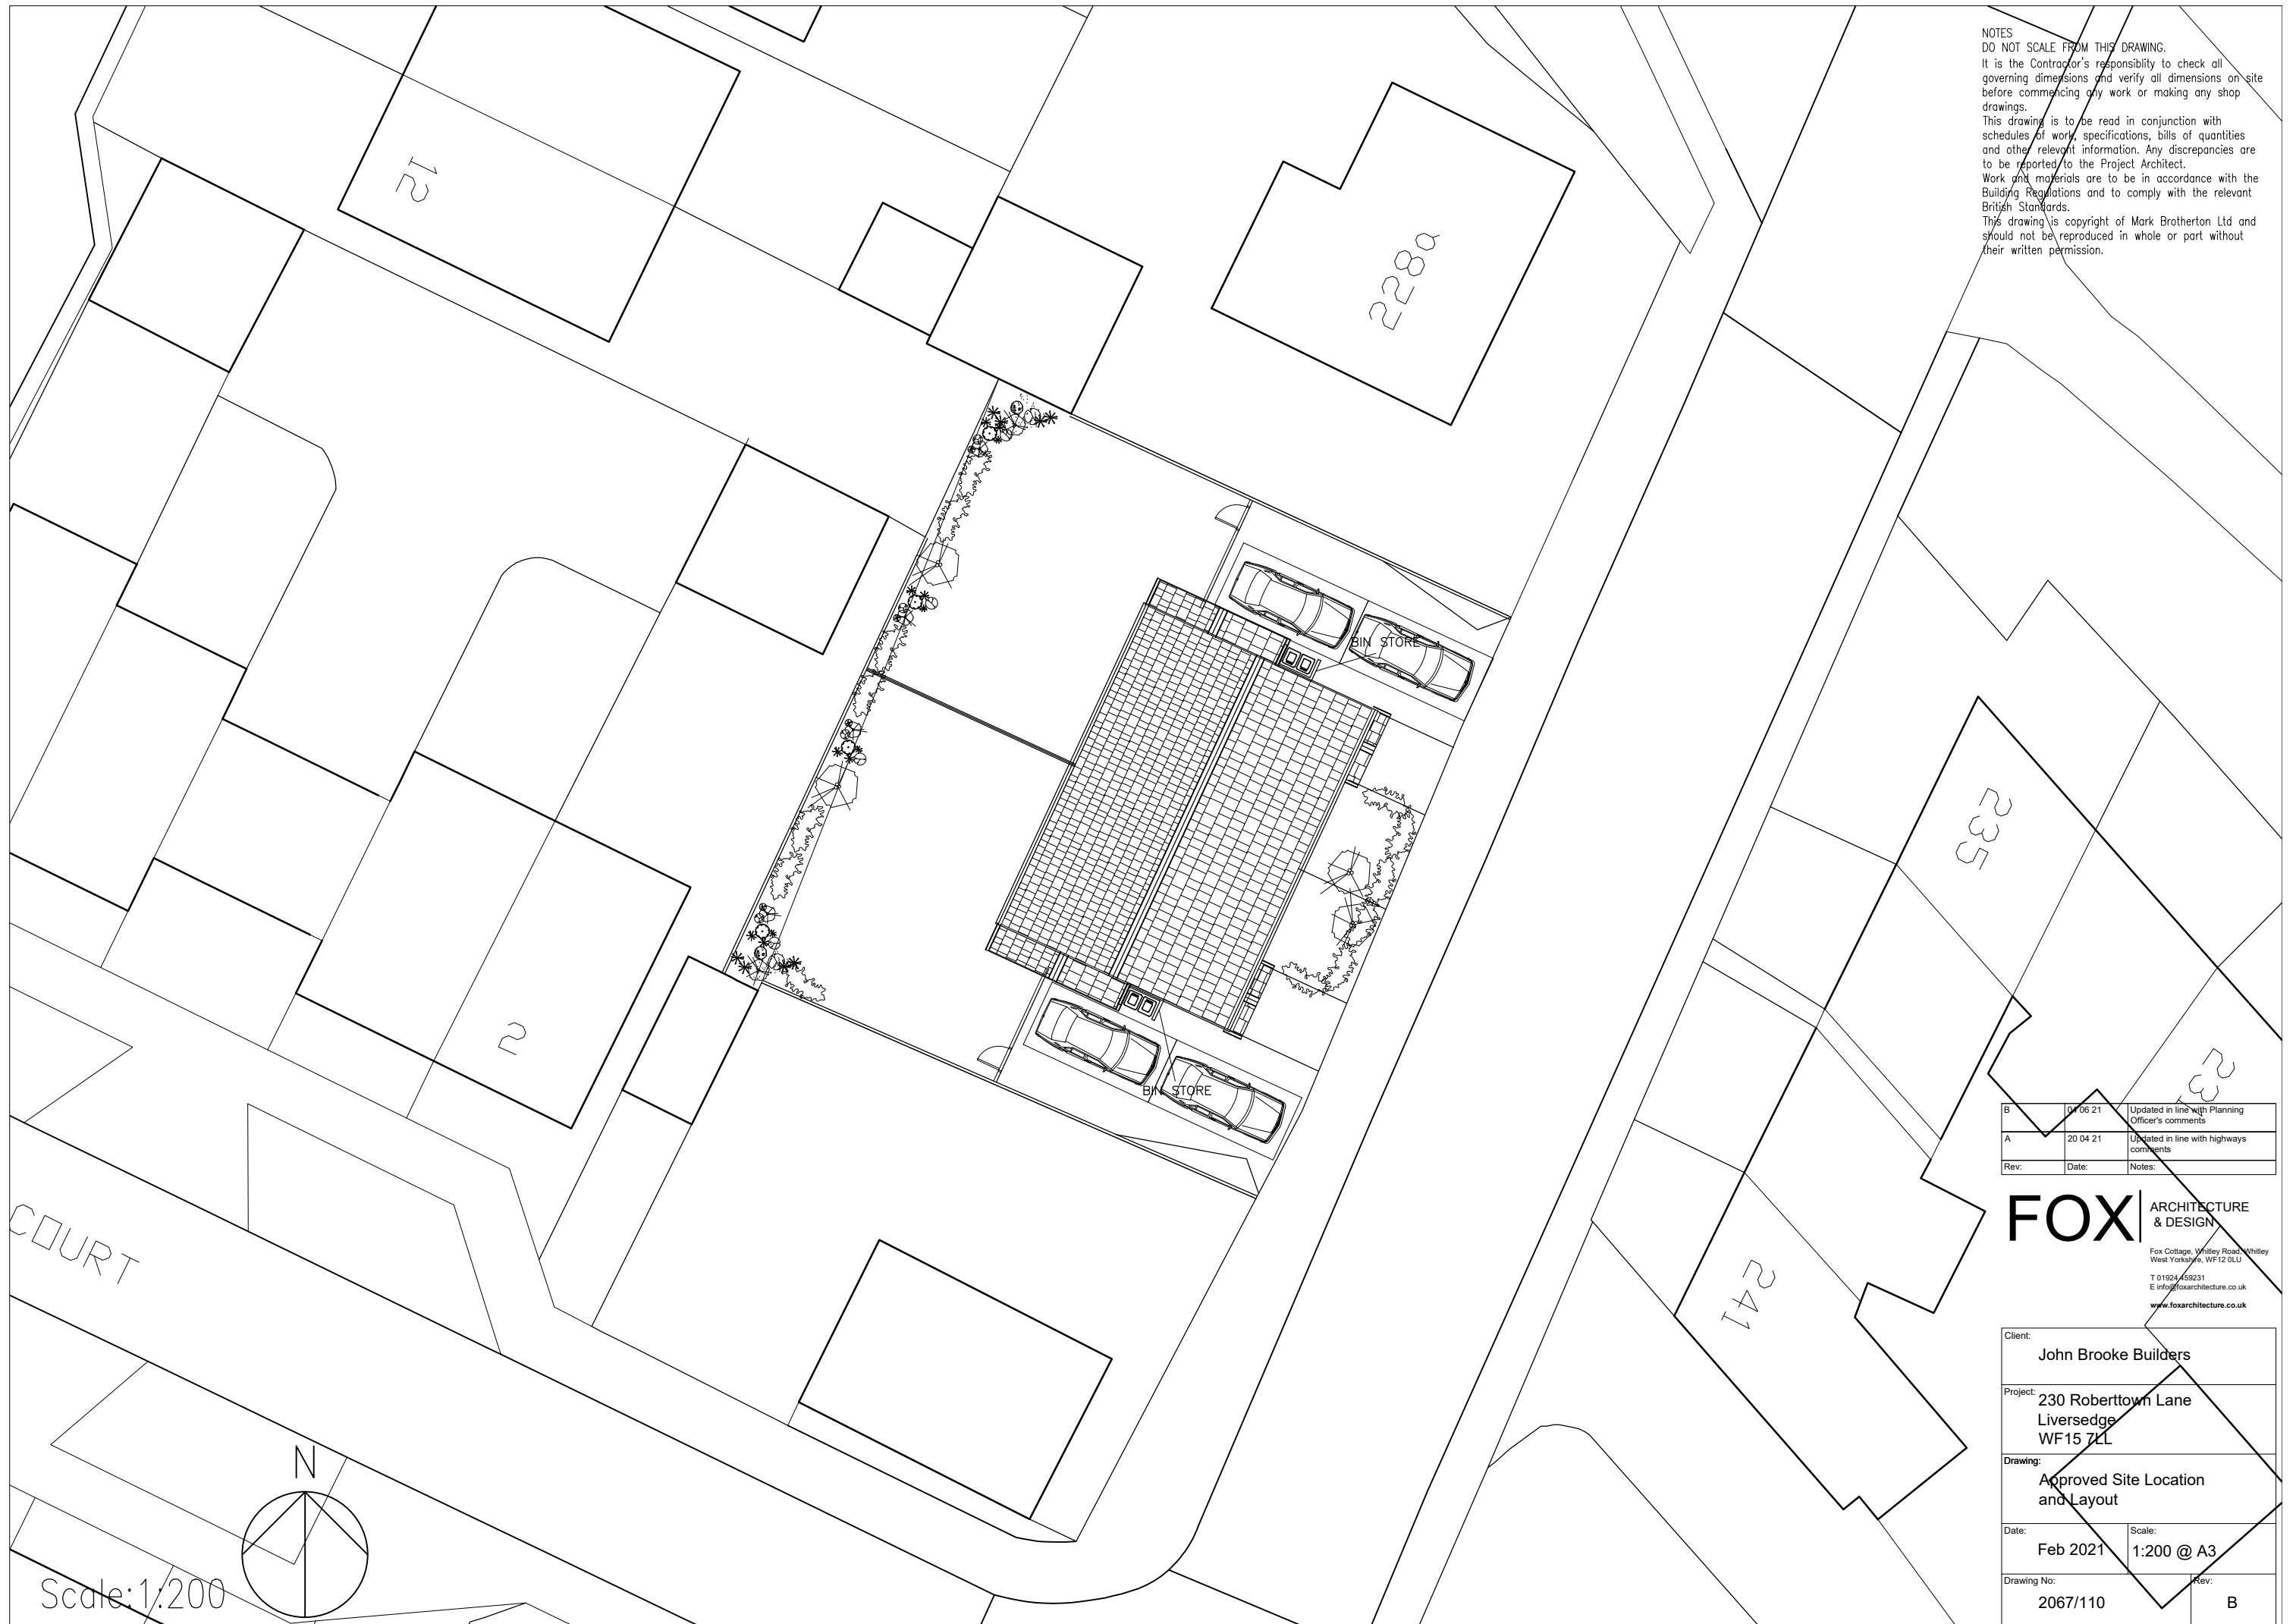 NOTES
DO NOT SCALE FROM THIS DRAWING.
It is the Contractor's responsiblity to check all
governing dimensions and verify all dimensions on site
before commencing any work or making any shop
drawings.
This drawing is to be read in conjunction with
schedules of work, specifications, bills of quantities
and other relevant information. Any discrepancies are
to be reported to the Project Architect.
Work and materials are to be in accordance with the
Building Regulations and to comply with the relevant
British Standards.
This drawing is copyright of Mark Brotherton Ltd and
should not be reproduced in whole or part without
their written permission.
12
228a
BIN STORE
235
2
BIN STORE
COURT
241
N
Scale:1:200
B 04 06 21 Updated in line with Planning
Officer's comments
A 20 04 21 Updated in line with highways
comments
Rev: Date: Notes:
FOX
ARCHITECTURE
& DESIGN
Fox Cottage, Whitley Road, Whitley
West Yorkshire, WF12 0LU
T 01924 459231
E info@foxarchitecture.co.uk
www.foxarchitecture.co.uk
Client:
John Brooke Builders
Project:
230 Roberttown Lane
Liversedge
WF15 7LL
Drawing:
Approved Site Location
and Layout
Date:
Feb 2021
Scale:
1:200 @ A3
Drawing No:
2067/110
Rev:
B